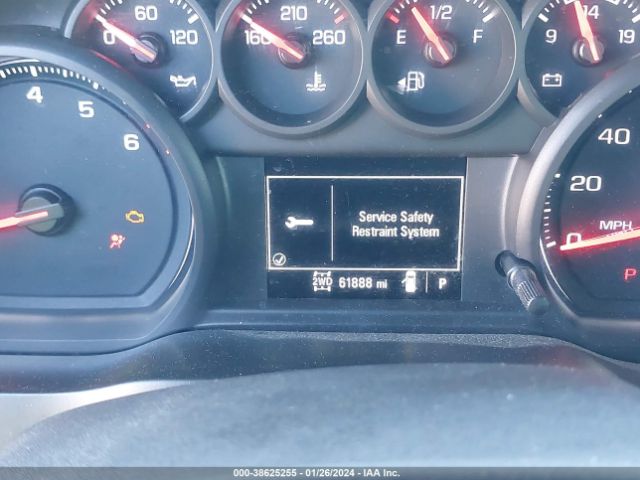 0 60 120
160 210 260
E 1/2 F
9 14 19
4 5 6
Service Safety
Restraint System
2WD 61888 mi P
40
20
0
MPH
P
000-38625255 - 01/26/2024 - IAA Inc.